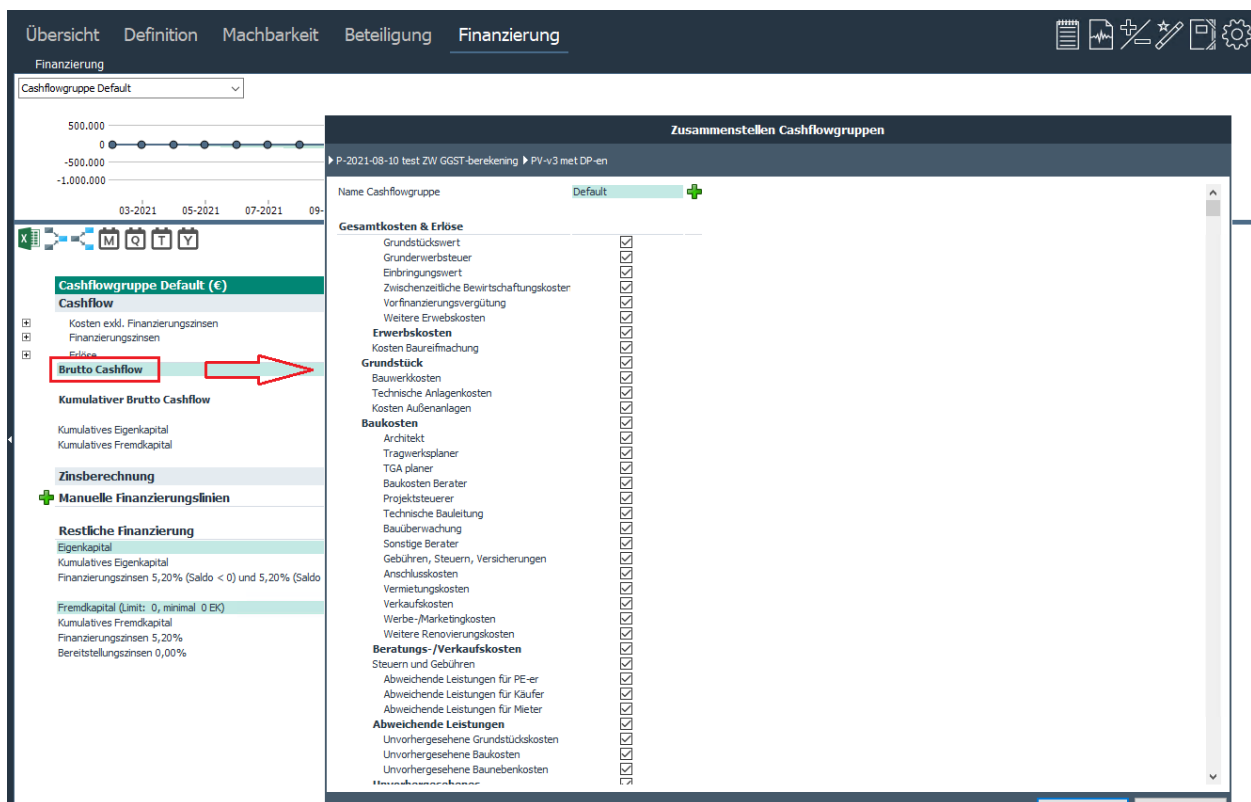 Übersicht Definition Machbarkeit Beteiligung Finanzierung
Finanzierung
Cashflowgruppe Default
500.000
0
-500.000
-1.000.000
03-2021 05-2021 07-2021 09-
M Q T Y
Cashflowgruppe Default (€)
Cashflow
Kosten exkl. Finanzierungszinsen
Finanzierungszinsen
Erlöse
Brutto Cashflow
Kumulativer Brutto Cashflow
Kumulatives Eigenkapital
Kumulatives Fremdkapital
Zinsberechnung
Manuelle Finanzierungslinien
Restliche Finanzierung
Eigenkapital
Kumulatives Eigenkapital
Finanzierungszinsen 5,20% (Saldo < 0) und 5,20% (Saldo
Fremdkapital (Limit: 0, minimal 0 EK)
Kumulatives Fremdkapital
Finanzierungszinsen 5,20%
Bereitstellungszinsen 0,00%
Zusammenstellen Cashflowgruppen
P-2021-08-10 test ZW GGST-berekening PV-v3 met DP-en
Name Cashflowgruppe Default
Gesamtkosten & Erlöse
Grundstückswert
Grunderwerbsteuer
Einbringungswert
Zwischenzeitliche Bewirtschaftungskosten
Vorfinanzierungsvergütung
Weitere Erwebskosten
Erwerbskosten
Kosten Baureifmachung
Grundstück
Bauwerkkosten
Technische Anlagenkosten
Kosten Außenanlagen
Baukosten
Architekt
Tragwerksplaner
TGA planer
Baukosten Berater
Projektsteuerer
Technische Bauleitung
Bauüberwachung
Sonstige Berater
Gebühren, Steuern, Versicherungen
Anschlusskosten
Vermietungskosten
Verkaufskosten
Werbe-/Marketingkosten
Weitere Renovierungskosten
Beratungs-/Verkaufskosten
Steuern und Gebühren
Abweichende Leistungen für PE-er
Abweichende Leistungen für Käufer
Abweichende Leistungen für Mieter
Abweichende Leistungen
Unvorhergesehene Grundstückskosten
Unvorhergesehene Baukosten
Unvorhergesehene Baunebenkosten
Unvorhergesehenes